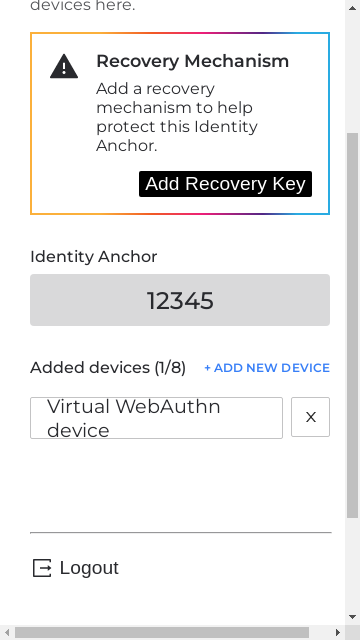 devices here.
Recovery Mechanism
Add a recovery
mechanism to help
protect this Identity
Anchor.
Add Recovery Key
Identity Anchor
12345
Added devices (1/8) + ADD NEW DEVICE
Virtual WebAuthn
device
X
Logout